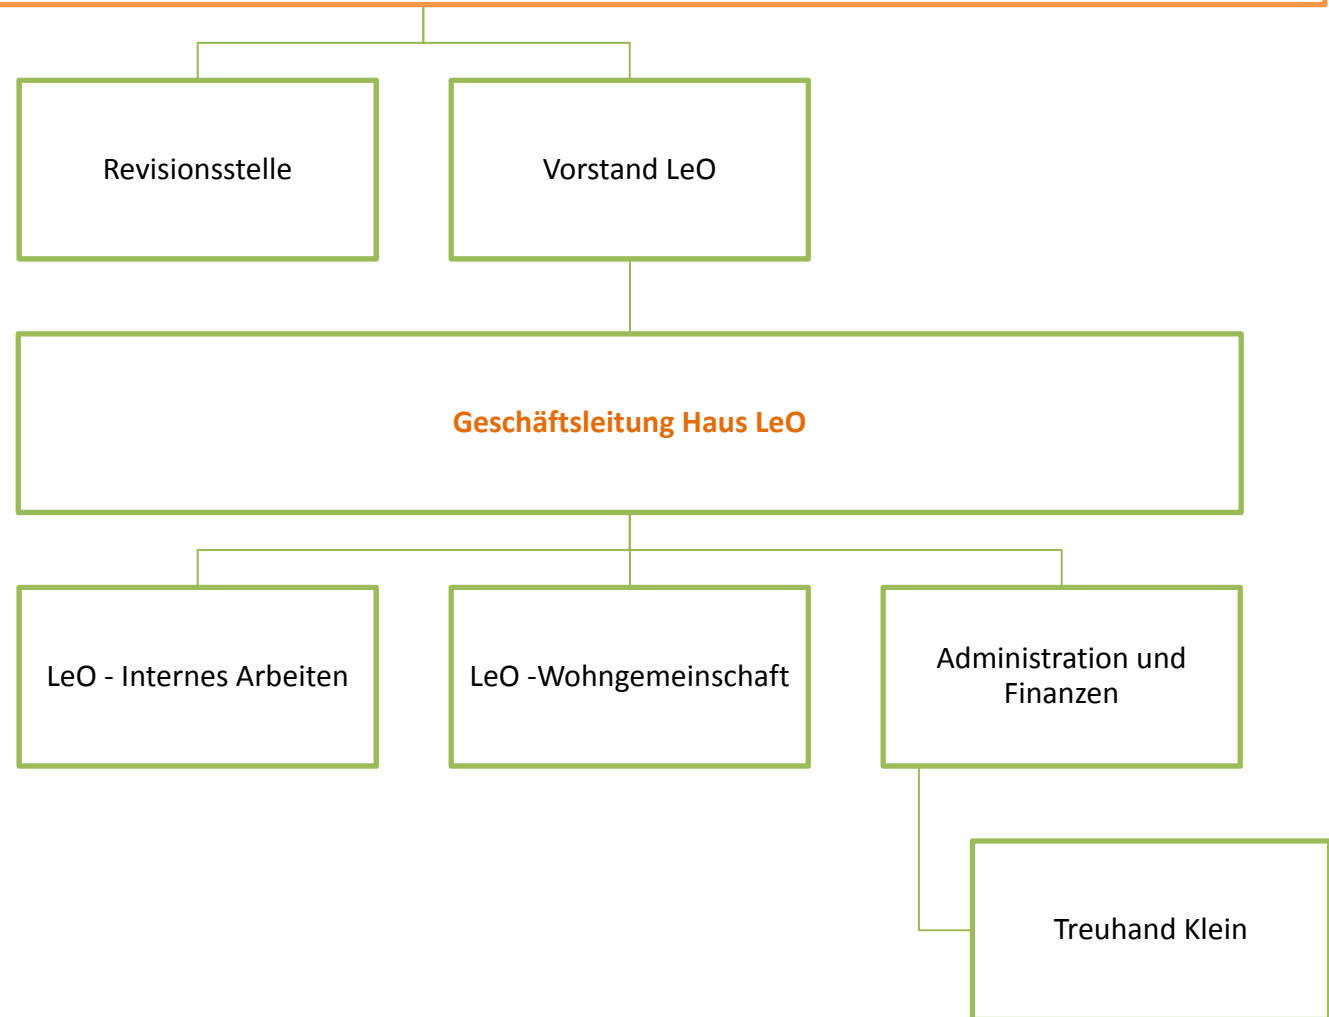 Revisionsstelle
Vorstand LeO
Geschäftsleitung Haus LeO
LeO - Internes Arbeiten
LeO -Wohngemeinschaft
Administration und
Finanzen
Treuhand Klein